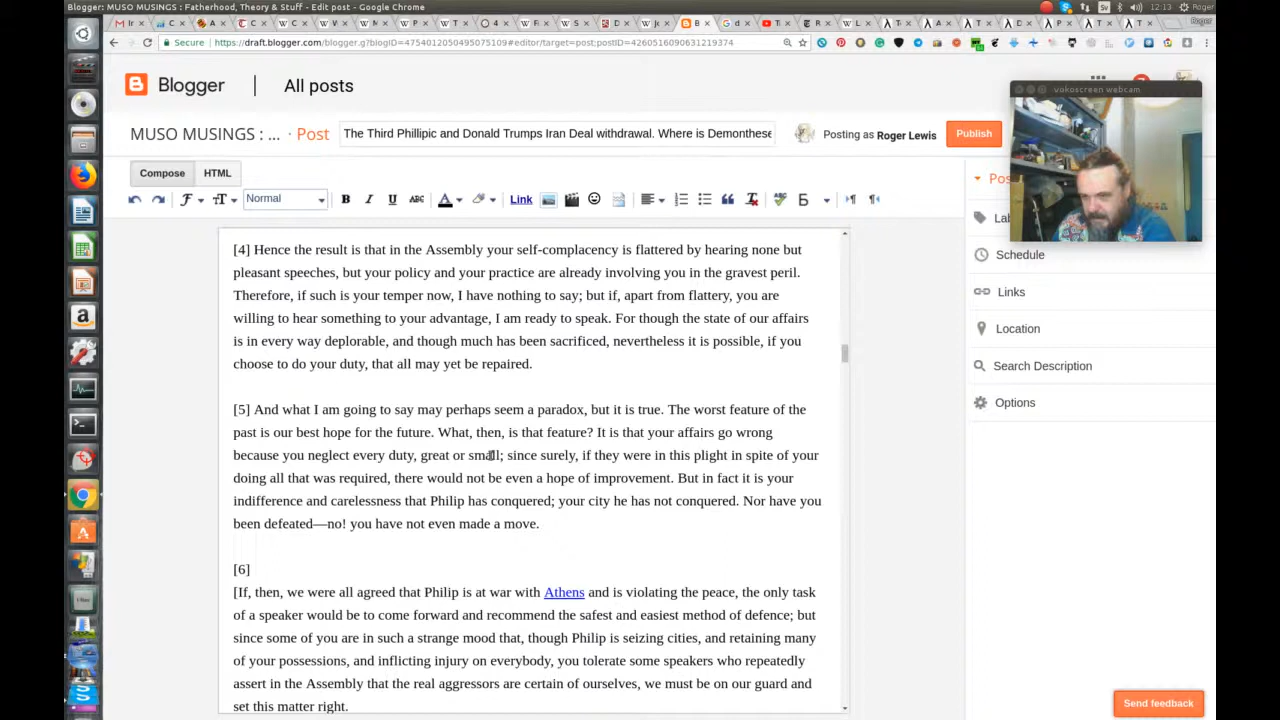 Blogger: MUSO MUSINGS : Fatherhood, Theory & Stuff - Edit post - Google Chrome
12:13
Roger
Roger
Secure
https://draft.blogger.com/blogger.g?blogID=4754012050495075109#editor/target=post;postID=4260516090631219374
Blogger
All posts
vokoscreen webcam
MUSO MUSINGS : ... · Post
The Third Phillipic and Donald Trumps Iran Deal withdrawal. Where is Demonthese
Posting as Roger Lewis
Publish
Compose
HTML
Normal
Link
Schedule
Links
Location
Search Description
Options
[4] Hence the result is that in the Assembly your self-complacency is flattered by hearing none but
pleasant speeches, but your policy and your practice are already involving you in the gravest peril.
Therefore, if such is your temper now, I have nothing to say; but if, apart from flattery, you are
willing to hear something to your advantage, I am ready to speak. For though the state of our affairs
is in every way deplorable, and though much has been sacrificed, nevertheless it is possible, if you
choose to do your duty, that all may yet be repaired.
[5] And what I am going to say may perhaps seem a paradox, but it is true. The worst feature of the
past is our best hope for the future. What, then, is that feature? It is that your affairs go wrong
because you neglect every duty, great or small; since surely, if they were in this plight in spite of your
doing all that was required, there would not be even a hope of improvement. But in fact it is your
indifference and carelessness that Philip has conquered; your city he has not conquered. Nor have you
been defeated—no! you have not even made a move.
[6]
[If, then, we were all agreed that Philip is at war with Athens and is violating the peace, the only task
of a speaker would be to come forward and recommend the safest and easiest method of defence; but
since some of you are in such a strange mood that, though Philip is seizing cities, and retaining many
of your possessions, and inflicting injury on everybody, you tolerate some speakers who repeatedly
assert in the Assembly that the real aggressors are certain of ourselves, we must be on our guard and
set this matter right.
Send feedback